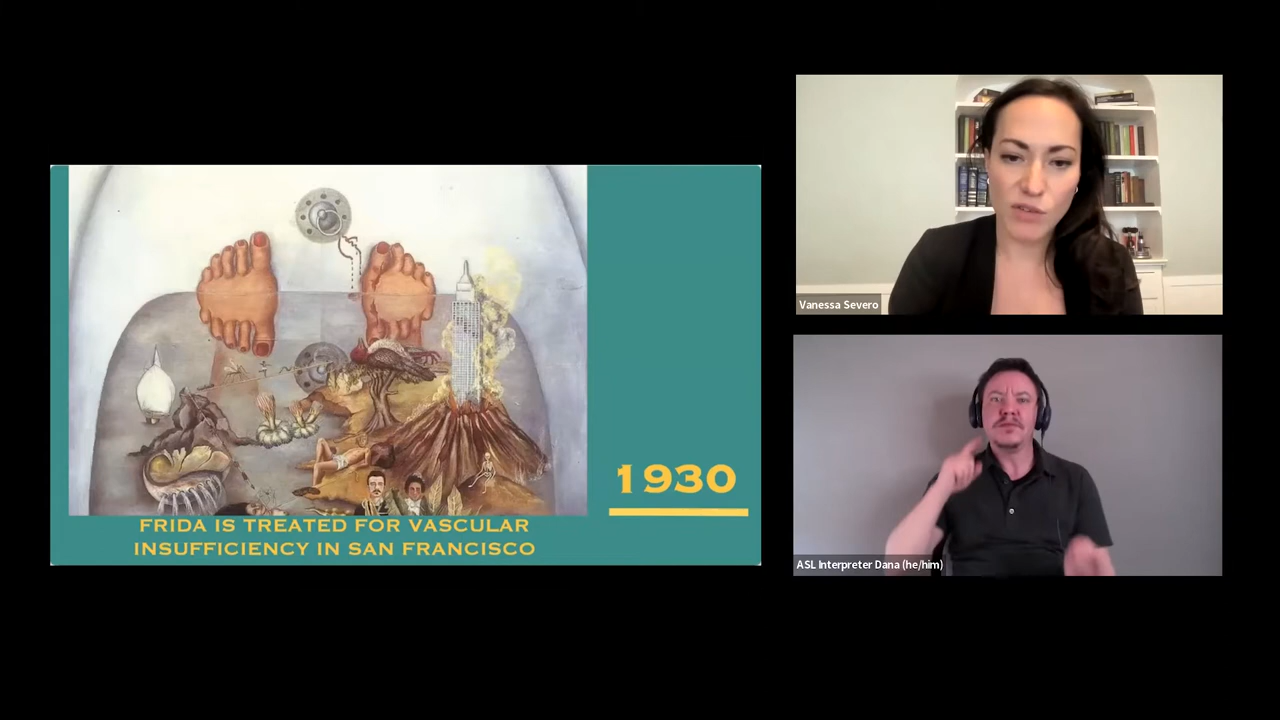 1930
FRIDA IS TREATED FOR VASCULAR
INSUFFICIENCY IN SAN FRANCISCO
Vanessa Severo
ASL Interpreter Dana (he/him)